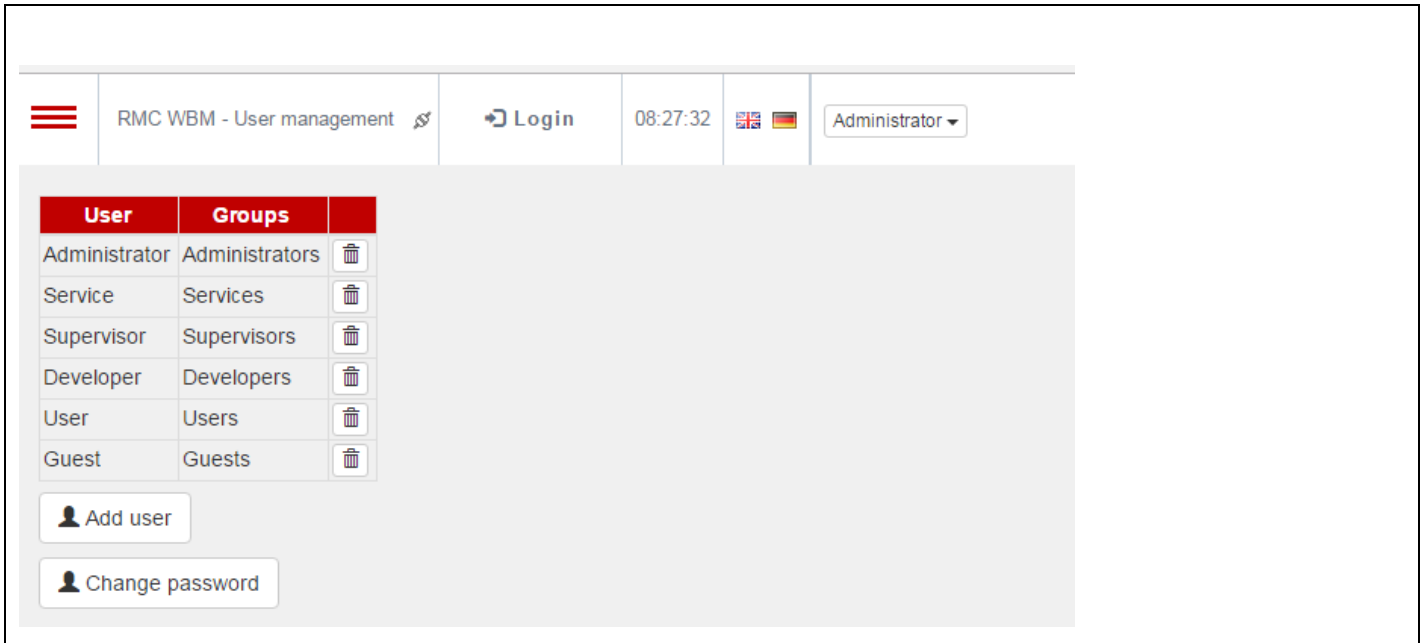 RMC WBM - User management Login 08:27:32 Administrator
User Groups
Administrator Administrators
Service Services
Supervisor Supervisors
Developer Developers
User Users
Guest Guests
Add user
Change password